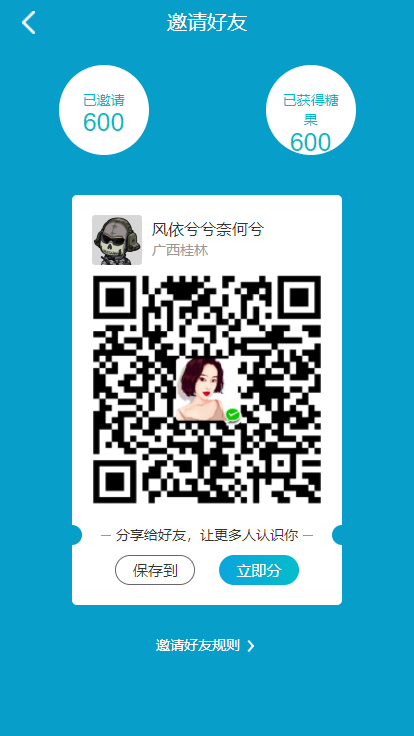 邀请好友
已邀请
600
已获得糖
果
600
风依兮兮奈何兮
广西桂林
分享给好友，让更多人认识你
保存到
立即分
邀请好友规则